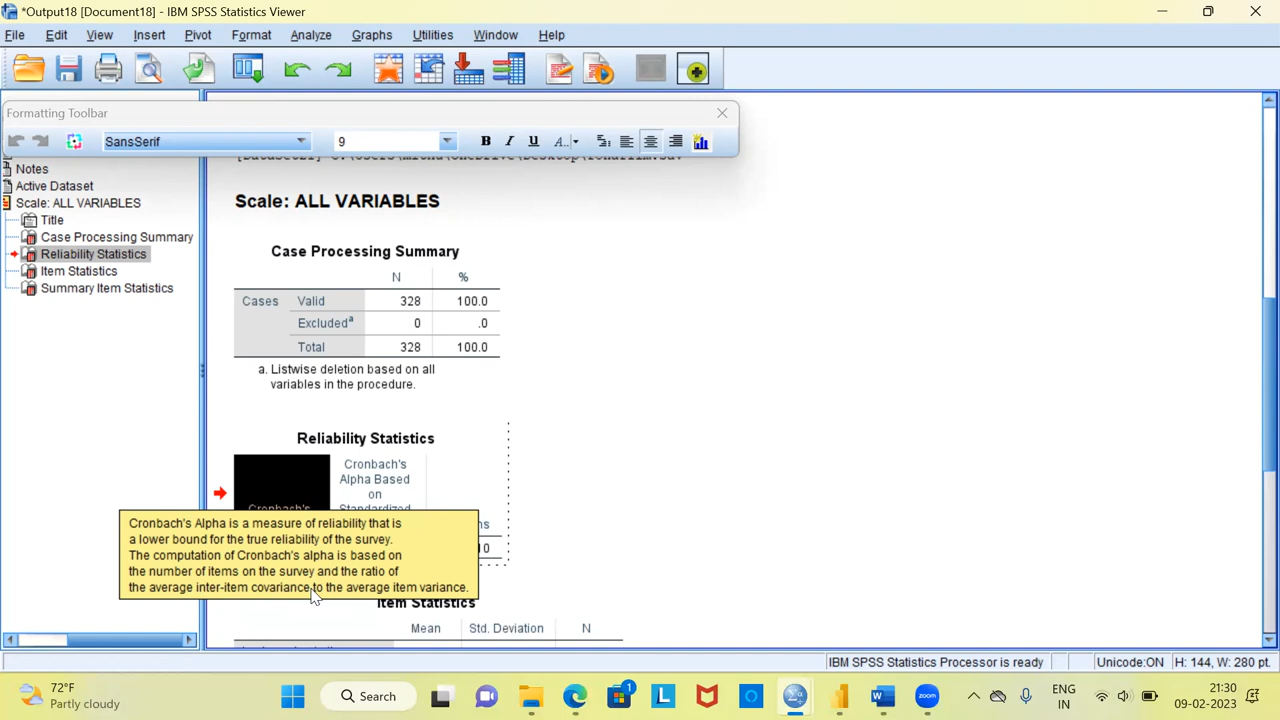 *Output18 [Document18] - IBM SPSS Statistics Viewer
File Edit View Insert Pivot Format Analyze Graphs Utilities Window Help
Formatting Toolbar
SansSerif 9 B I U A..
Notes
Active Dataset
Scale: ALL VARIABLES
Title
Case Processing Summary
Reliability Statistics
Item Statistics
Summary Item Statistics
Scale: ALL VARIABLES
Case Processing Summary
N %
Cases Valid 328 100.0
Excludedª 0 .0
Total 328 100.0
a. Listwise deletion based on all
variables in the procedure.
Reliability Statistics
Cronbach's
Alpha Based
on
Standardized
Cronbach's
10
Cronbach's Alpha is a measure of reliability that is
a lower bound for the true reliability of the survey.
The computation of Cronbach's alpha is based on
the number of items on the survey and the ratio of
the average inter-item covariance to the average item variance.
Item Statistics
Mean Std. Deviation N
IBM SPSS Statistics Processor is ready Unicode:ON H: 144, W: 280 pt.
72°F
Partly cloudy
Search
1
L
ENG
IN
21:30
09-02-2023